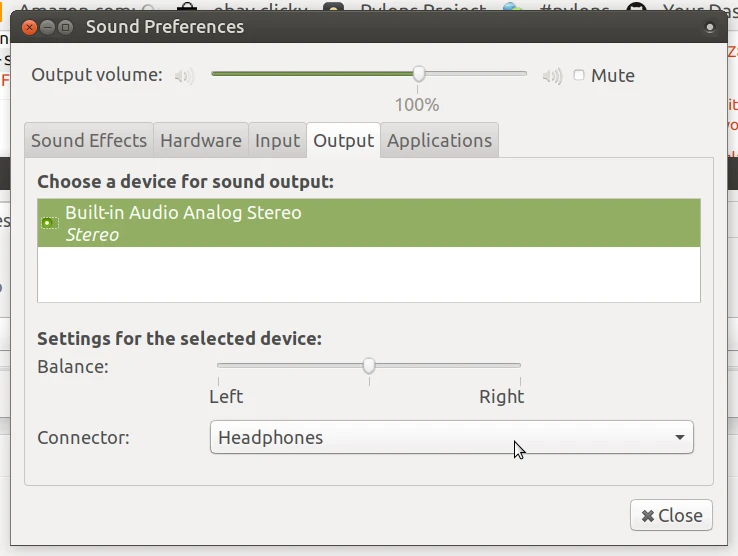 Sound Preferences
Output volume:
Mute
100%
Sound Effects Hardware Input Output Applications
Choose a device for sound output:
Built-in Audio Analog Stereo
Stereo
Settings for the selected device:
Balance:
Left Right
Connector: Headphones
Close